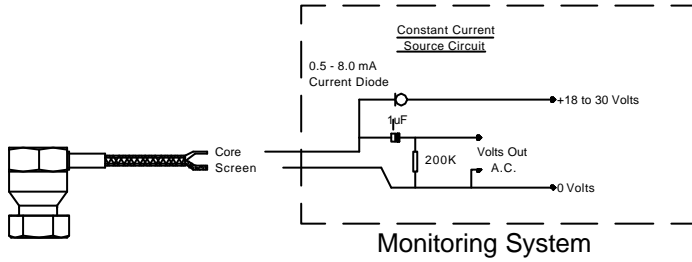 Constant Current
Source Circuit
0.5 - 8.0 mA
Current Diode
+18 to 30 Volts
1uF
Core
Volts Out
200K
Screen
A.C.
0 Volts
Monitoring System